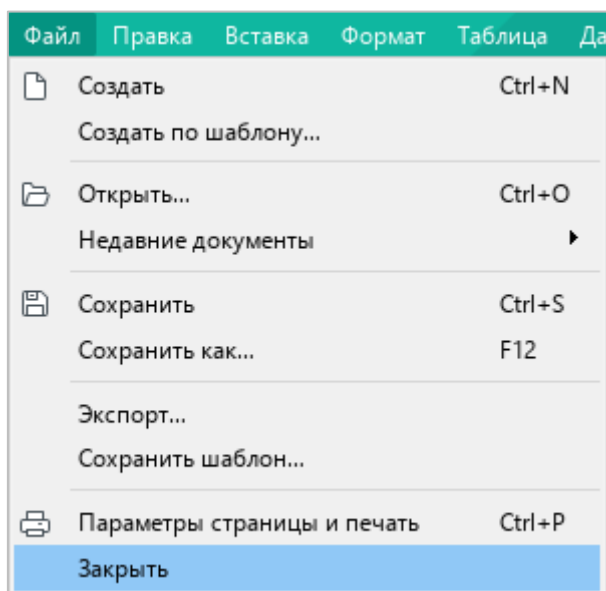 Файл Правка Вставка Формат Таблица Да
Создать Ctrl+N
Создать по шаблону...
Открыть... Ctrl+O
Недавние документы
Сохранить Ctrl+S
Сохранить как... F12
Экспорт...
Сохранить шаблон...
Параметры страницы и печать Ctrl+P
Закрыть